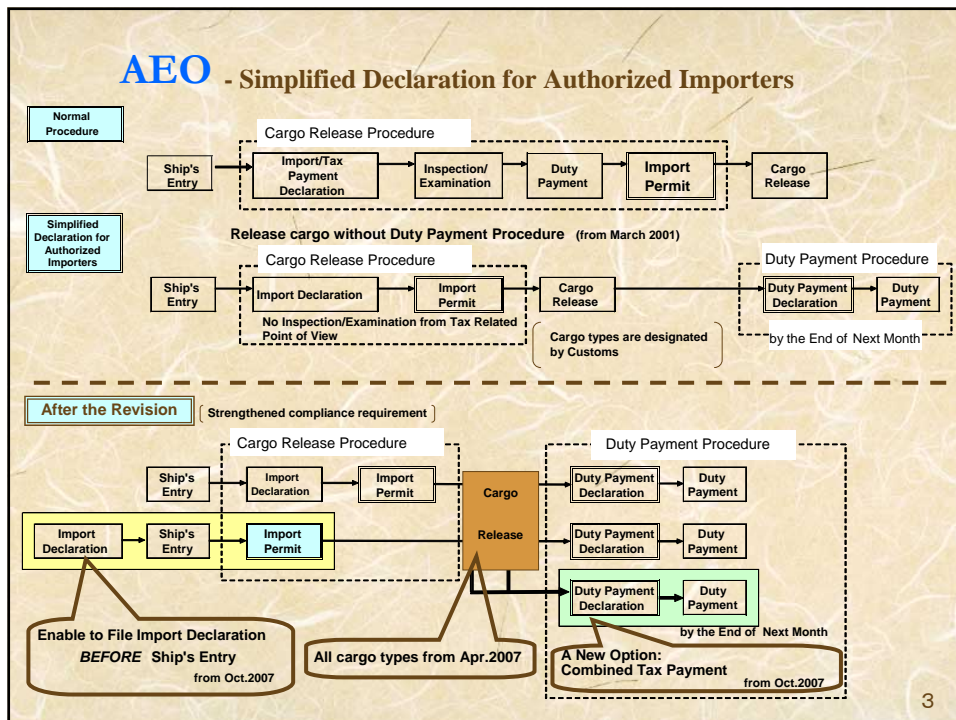 AEO - Simplified Declaration for Authorized Importers
Normal
Procedure
Cargo Release Procedure
Ship's
Entry
Import/Tax
Payment
Declaration
Inspection/
Examination
Duty
Payment
Import
Permit
Cargo
Release
Simplified
Declaration for
Authorized
Importers
Release cargo without Duty Payment Procedure (from March 2001)
Cargo Release Procedure
Duty Payment Procedure
Ship's
Entry
Import Declaration
Import
Permit
Cargo
Release
Duty Payment
Declaration
Duty
Payment
No Inspection/Examination from Tax Related
Point of View
Cargo types are designated
by Customs
by the End of Next Month
After the Revision
Strengthened compliance requirement
Cargo Release Procedure
Duty Payment Procedure
Ship's
Entry
Import
Declaration
Import
Permit
Cargo
Release
Duty Payment
Declaration
Duty
Payment
Import
Declaration
Ship's
Entry
Import
Permit
Duty Payment
Declaration
Duty
Payment
Duty Payment
Declaration
Duty
Payment
by the End of Next Month
Enable to File Import Declaration
BEFORE Ship's Entry
from Oct.2007
All cargo types from Apr.2007
A New Option:
Combined Tax Payment
from Oct.2007
3